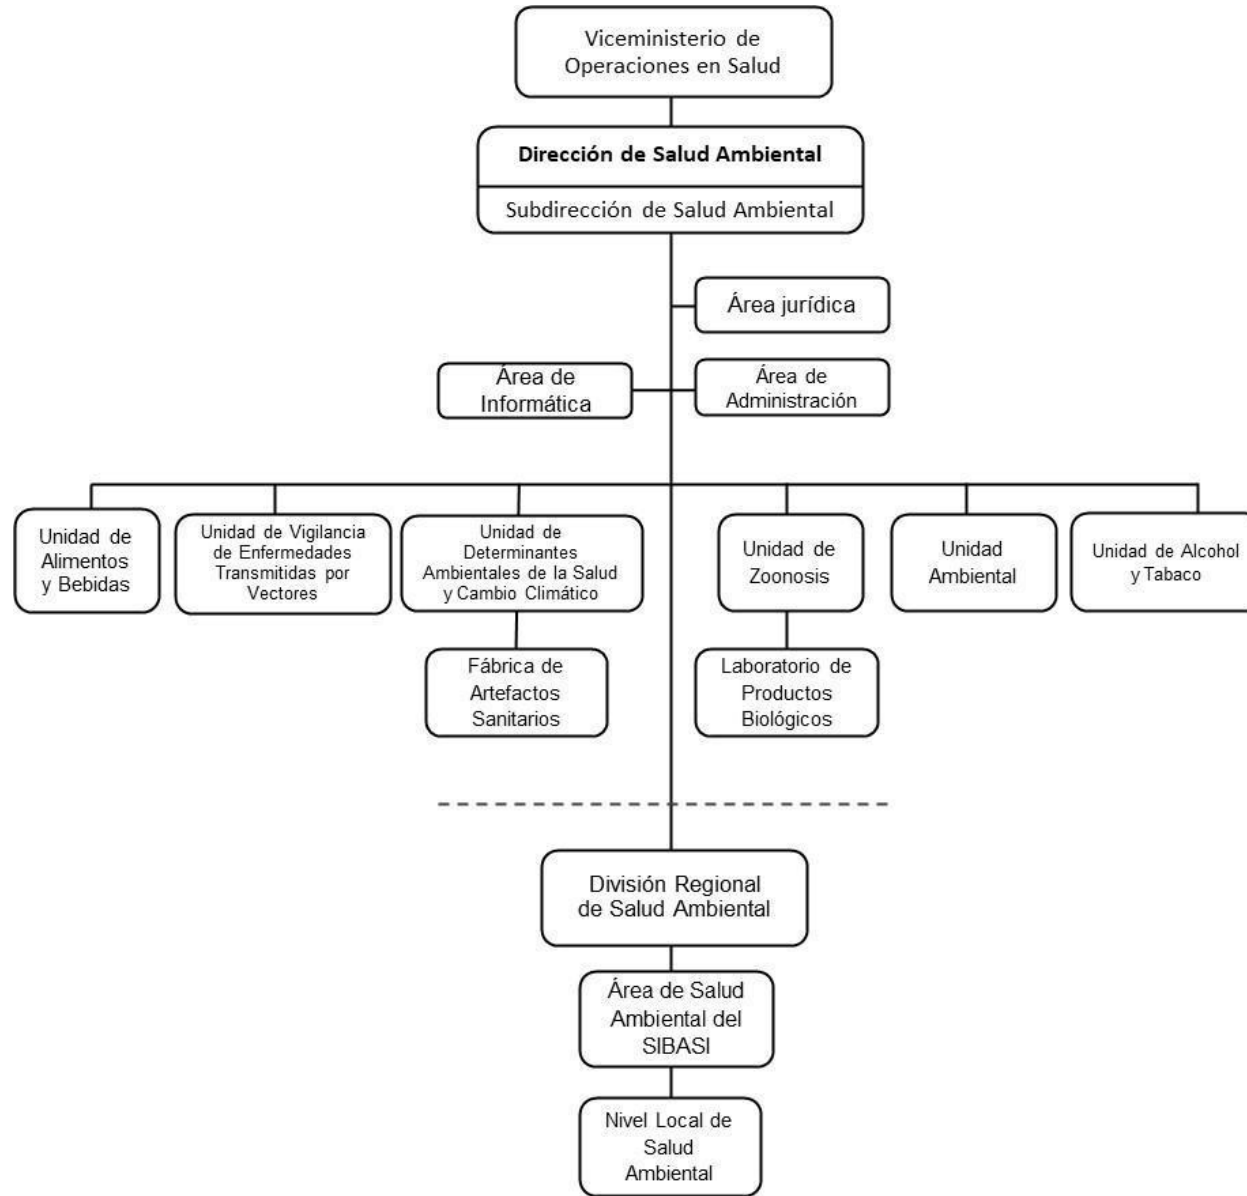 Viceministerio de
Operaciones en Salud
Dirección de Salud Ambiental
Subdirección de Salud Ambiental
Área jurídica
Área de
Informática
Área de
Administración
Unidad de
Alimentos
y Bebidas
Unidad de Vigilancia
de Enfermedades
Transmitidas por
Vectores
Unidad de
Determinantes
Ambientales de la Salud
y Cambio Climático
Unidad de
Zoonosis
Unidad
Ambiental
Unidad de Alcohol
y Tabaco
Fábrica de
Artefactos
Sanitarios
Laboratorio de
Productos
Biológicos
División Regional
de Salud Ambiental
Área de Salud
Ambiental del
SIBASI
Nivel Local de
Salud
Ambiental